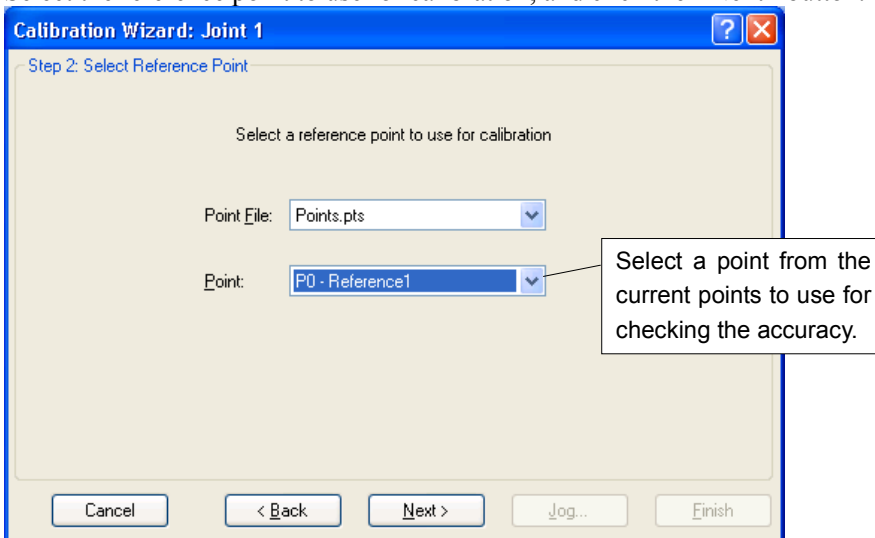 Calibration Wizard: Joint 1
Step 2: Select Reference Point
Select a reference point to use for calibration
Point File: Points.pts
Point: P0 - Reference1
Select a point from the
current points to use for
checking the accuracy.
Cancel < Back Next > Jog... Finish